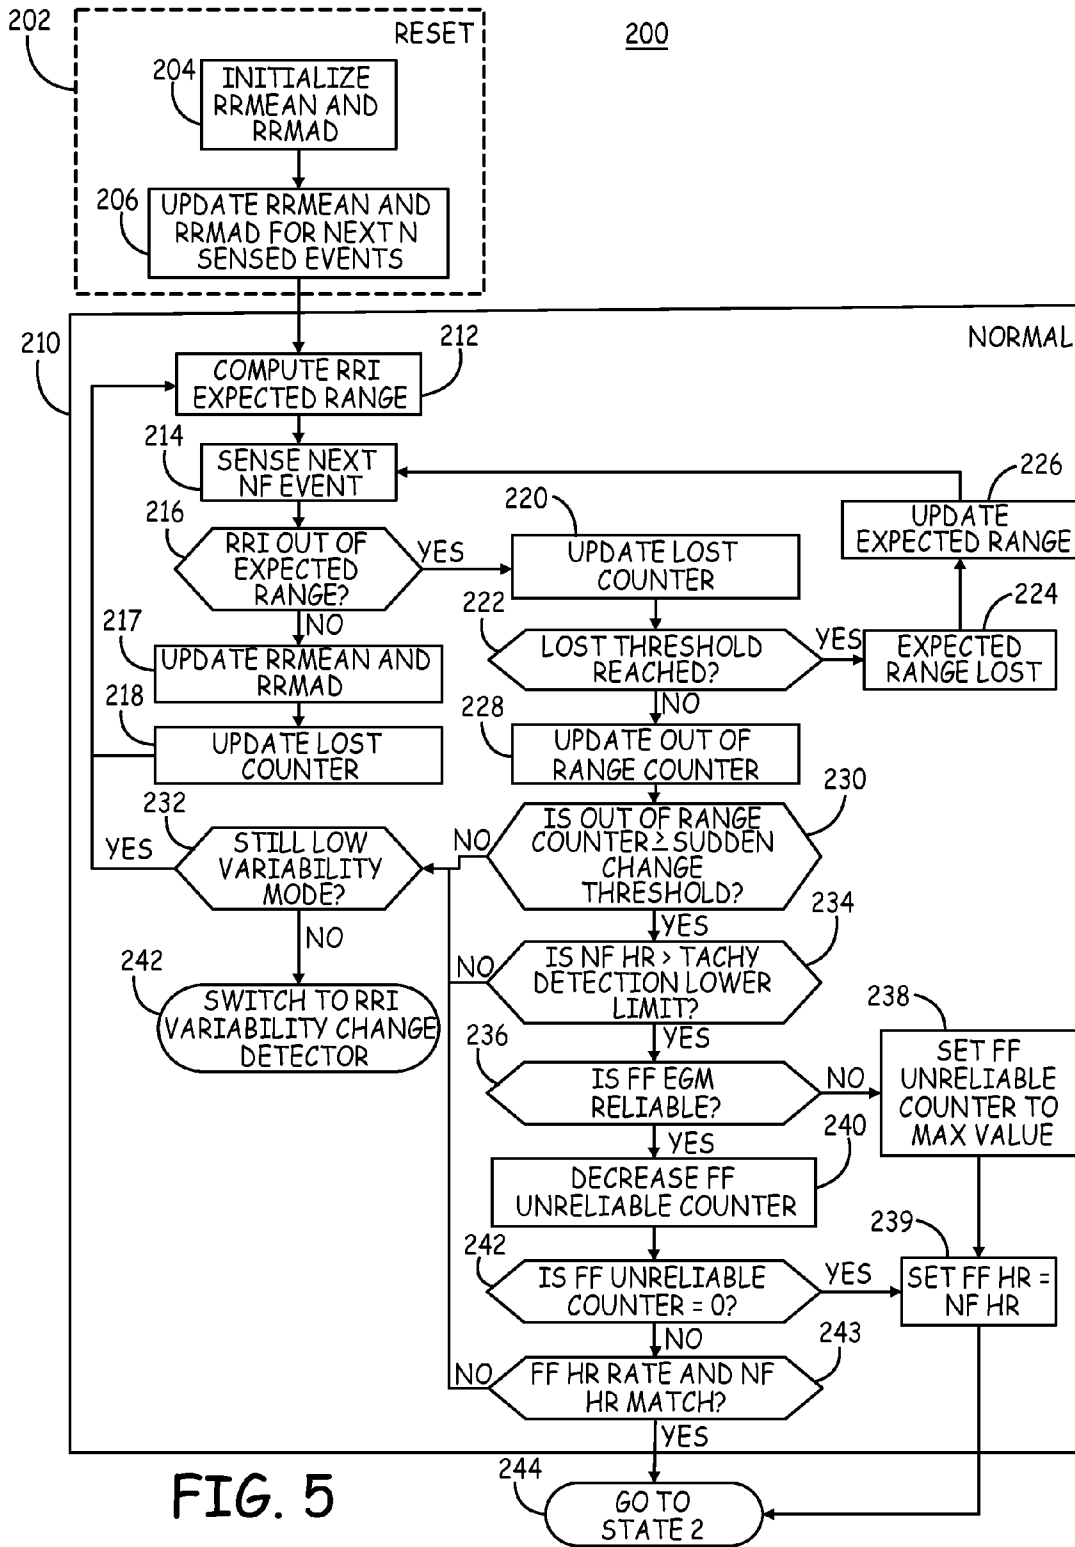 202
RESET
200
204
INITIALIZE
RRMEAN AND
RRMAD
206
UPDATE RRMEAN AND
RRMAD FOR NEXT N
SENSED EVENTS
210
NORMAL
212
COMPUTE RRI
EXPECTED RANGE
214
SENSE NEXT
NF EVENT
216
RRI OUT OF
EXPECTED
RANGE?
YES
NO
220
UPDATE LOST
COUNTER
226
UPDATE
EXPECTED RANGE
222
LOST THRESHOLD
REACHED?
YES
NO
224
EXPECTED
RANGE LOST
217
UPDATE RRMEAN AND
RRMAD
218
UPDATE LOST
COUNTER
228
UPDATE OUT OF
RANGE COUNTER
230
IS OUT OF RANGE
COUNTER ≥ SUDDEN
CHANGE
THRESHOLD?
NO
YES
232
STILL LOW
VARIABILITY
MODE?
YES
NO
242
SWITCH TO RRI
VARIABILITY CHANGE
DETECTOR
234
IS NF HR > TACHY
DETECTION LOWER
LIMIT?
NO
YES
236
IS FF EGM
RELIABLE?
NO
YES
238
SET FF
UNRELIABLE
COUNTER TO
MAX VALUE
240
DECREASE FF
UNRELIABLE COUNTER
242
IS FF UNRELIABLE
COUNTER = 0?
YES
NO
239
SET FF HR =
NF HR
243
FF HR RATE AND NF
HR MATCH?
NO
YES
244
GO TO
STATE 2
FIG. 5